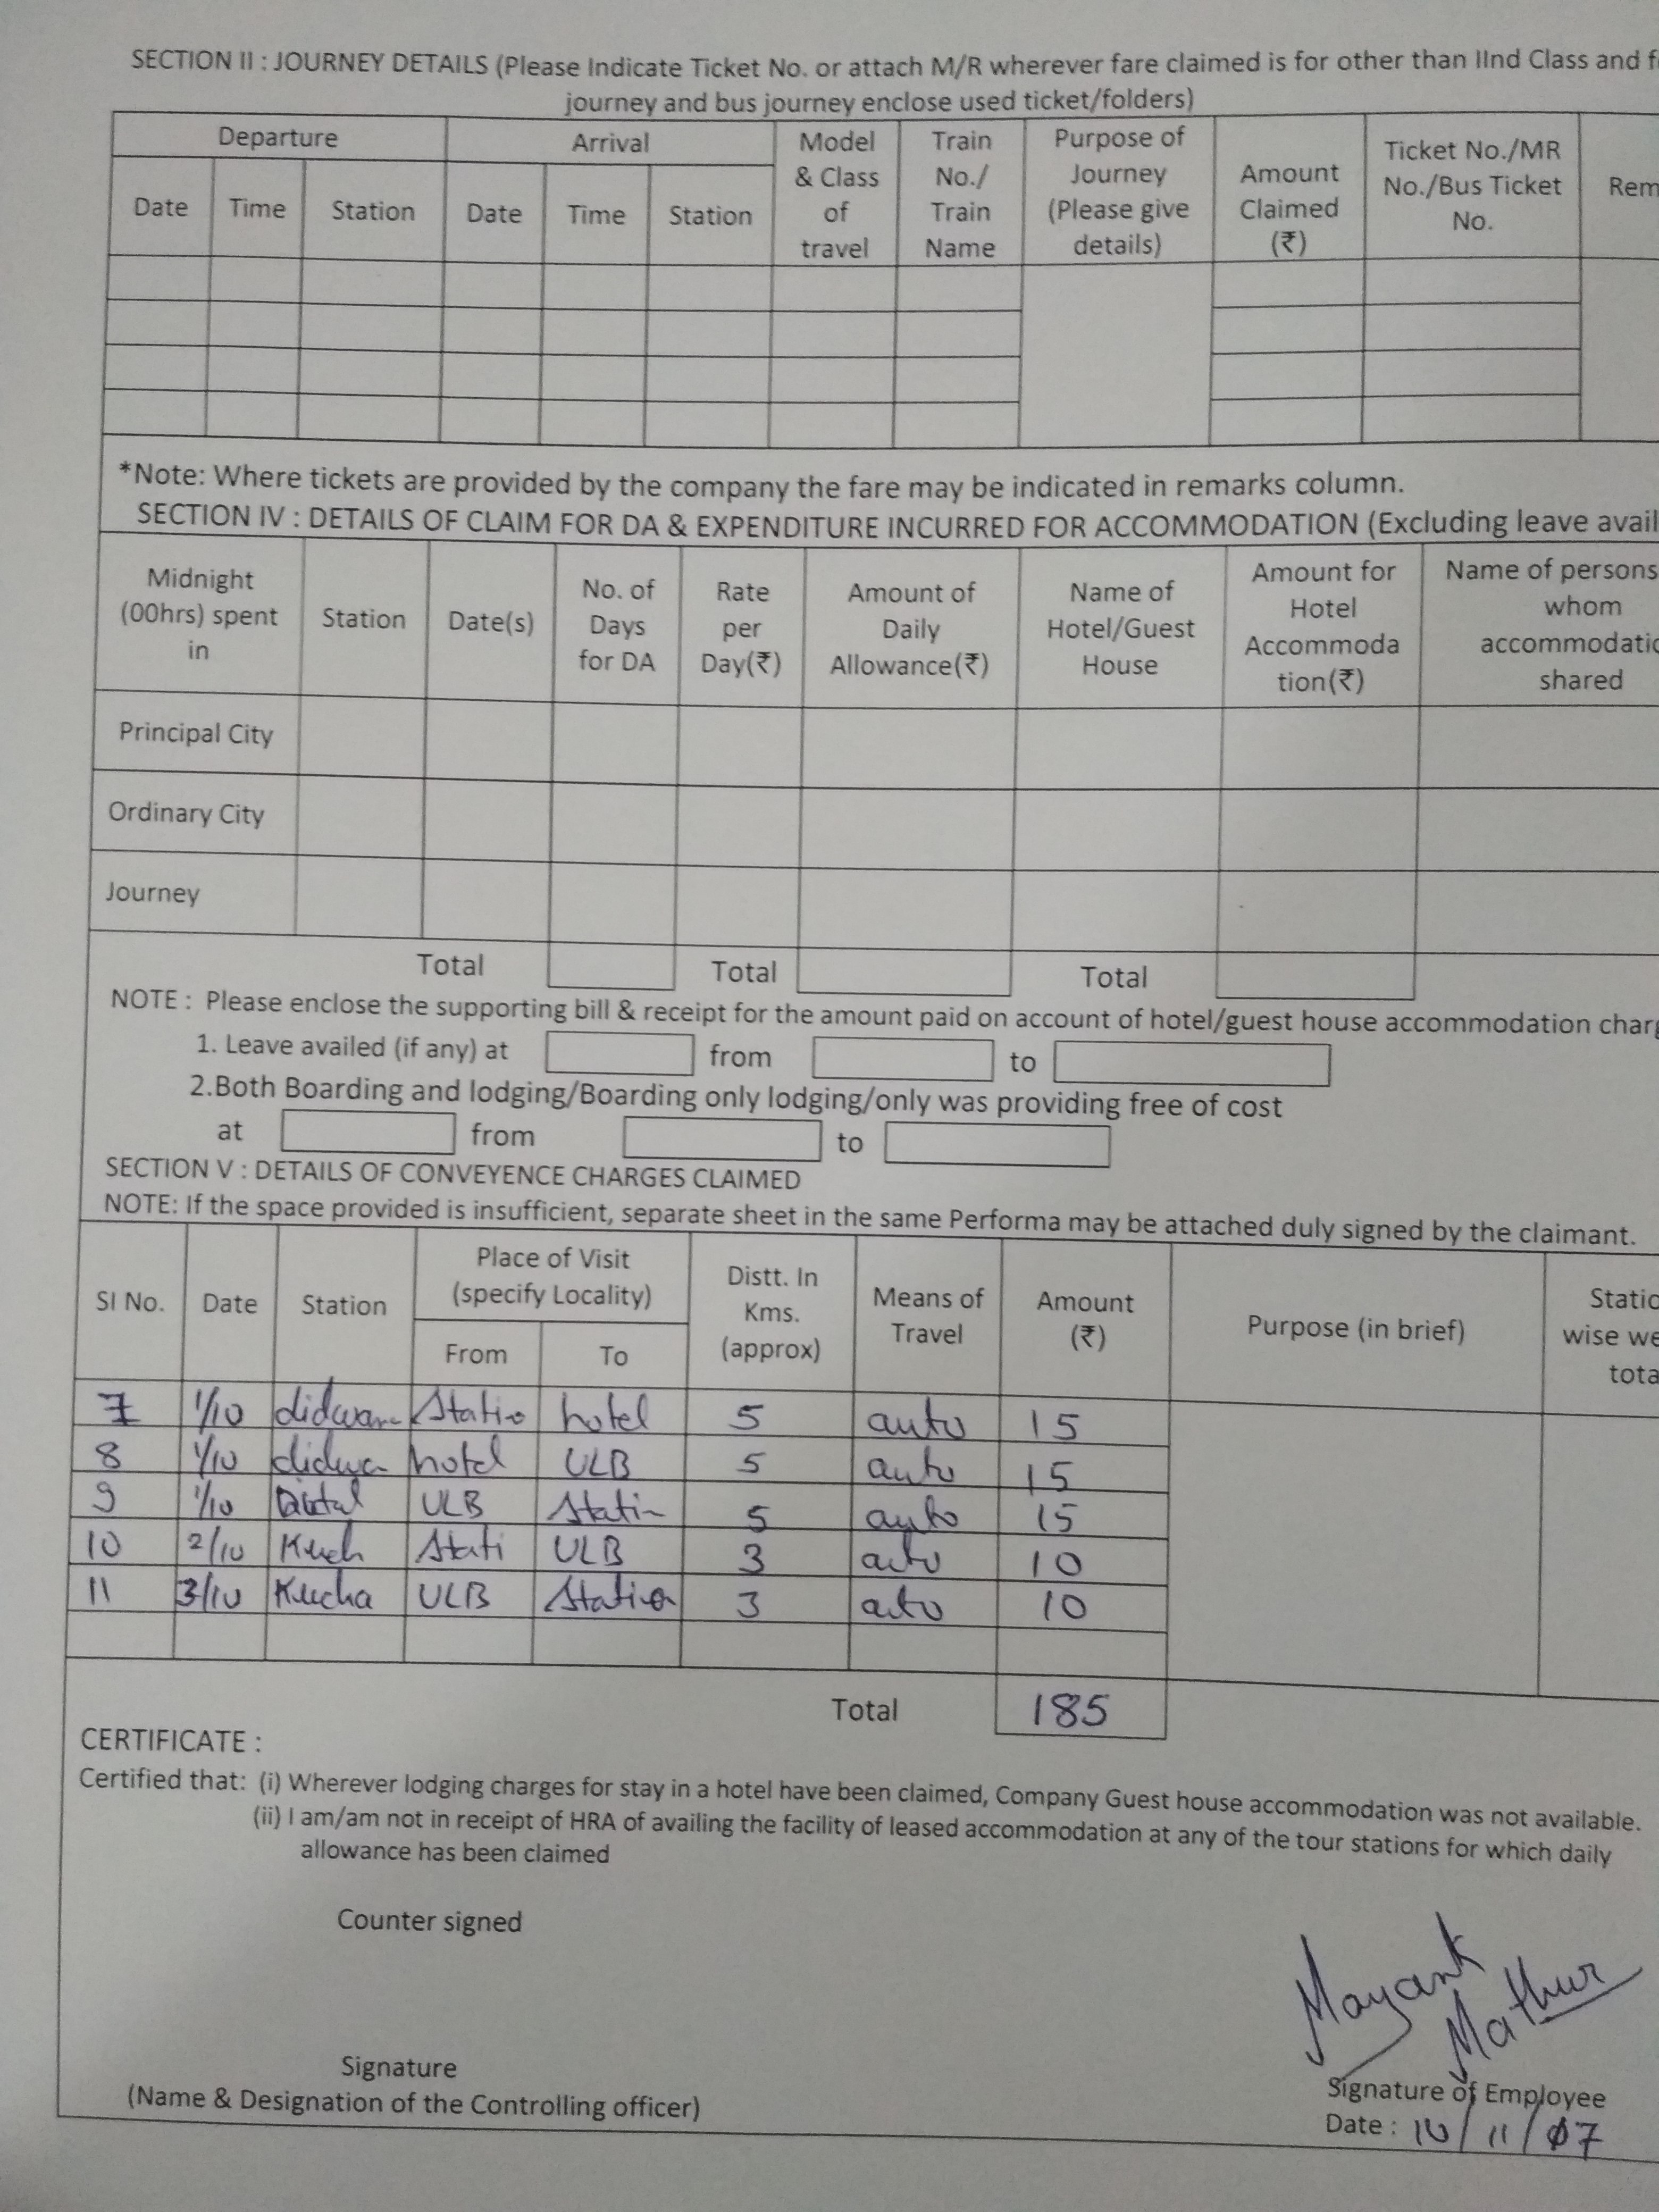 SECTION II : JOURNEY DETAILS (Please Indicate Ticket No. or attach M/R wherever fare claimed is for other than IInd Class and f
journey and bus journey enclose used ticket/folders)
Departure Arrival Model & Class of travel Train No./ Train Name Purpose of Journey (Please give details) Amount Claimed (₹) Ticket No./MR No./Bus Ticket No. Rem
Date Time Station Date Time Station
*Note: Where tickets are provided by the company the fare may be indicated in remarks column.
SECTION IV : DETAILS OF CLAIM FOR DA & EXPENDITURE INCURRED FOR ACCOMMODATION (Excluding leave avail
Midnight (00hrs) spent in Station Date(s) No. of Days for DA Rate per Day(₹) Amount of Daily Allowance(₹) Name of Hotel/Guest House Amount for Hotel Accommoda tion(₹) Name of persons whom accommodatio shared
Principal City
Ordinary City
Journey
Total Total Total
NOTE : Please enclose the supporting bill & receipt for the amount paid on account of hotel/guest house accommodation charg
1. Leave availed (if any) at from to
2.Both Boarding and lodging/Boarding only lodging/only was providing free of cost
at from to
SECTION V : DETAILS OF CONVEYENCE CHARGES CLAIMED
NOTE: If the space provided is insufficient, separate sheet in the same Performa may be attached duly signed by the claimant.
SI No. Date Station Place of Visit (specify Locality) Distt. In Kms. (approx) Means of Travel Amount (₹) Purpose (in brief) Static wise we tota
From To
7 1/10 didwana Statio hotel 5 auto 15
8 1/10 didwa hotel ULB 5 auto 15
9 1/10 ULB Statin 5 auto 15
10 2/10 Kuch Stati ULB 3 auto 10
11 3/10 Kucha ULB Station 3 auto 10
Total 185
CERTIFICATE :
Certified that: (i) Wherever lodging charges for stay in a hotel have been claimed, Company Guest house accommodation was not available.
(ii) I am/am not in receipt of HRA of availing the facility of leased accommodation at any of the tour stations for which daily
allowance has been claimed
Counter signed
Mayank Mathur
Signature
(Name & Designation of the Controlling officer)
Signature of Employee
Date : 10/11/07